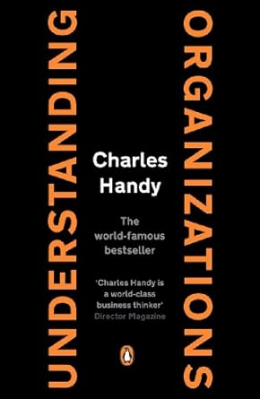 UNDERSTANDING
ORGANIZATIONS
Charles
Handy
The
world-famous
bestseller
'Charles Handy is
a world-class
business thinker'
Director Magazine